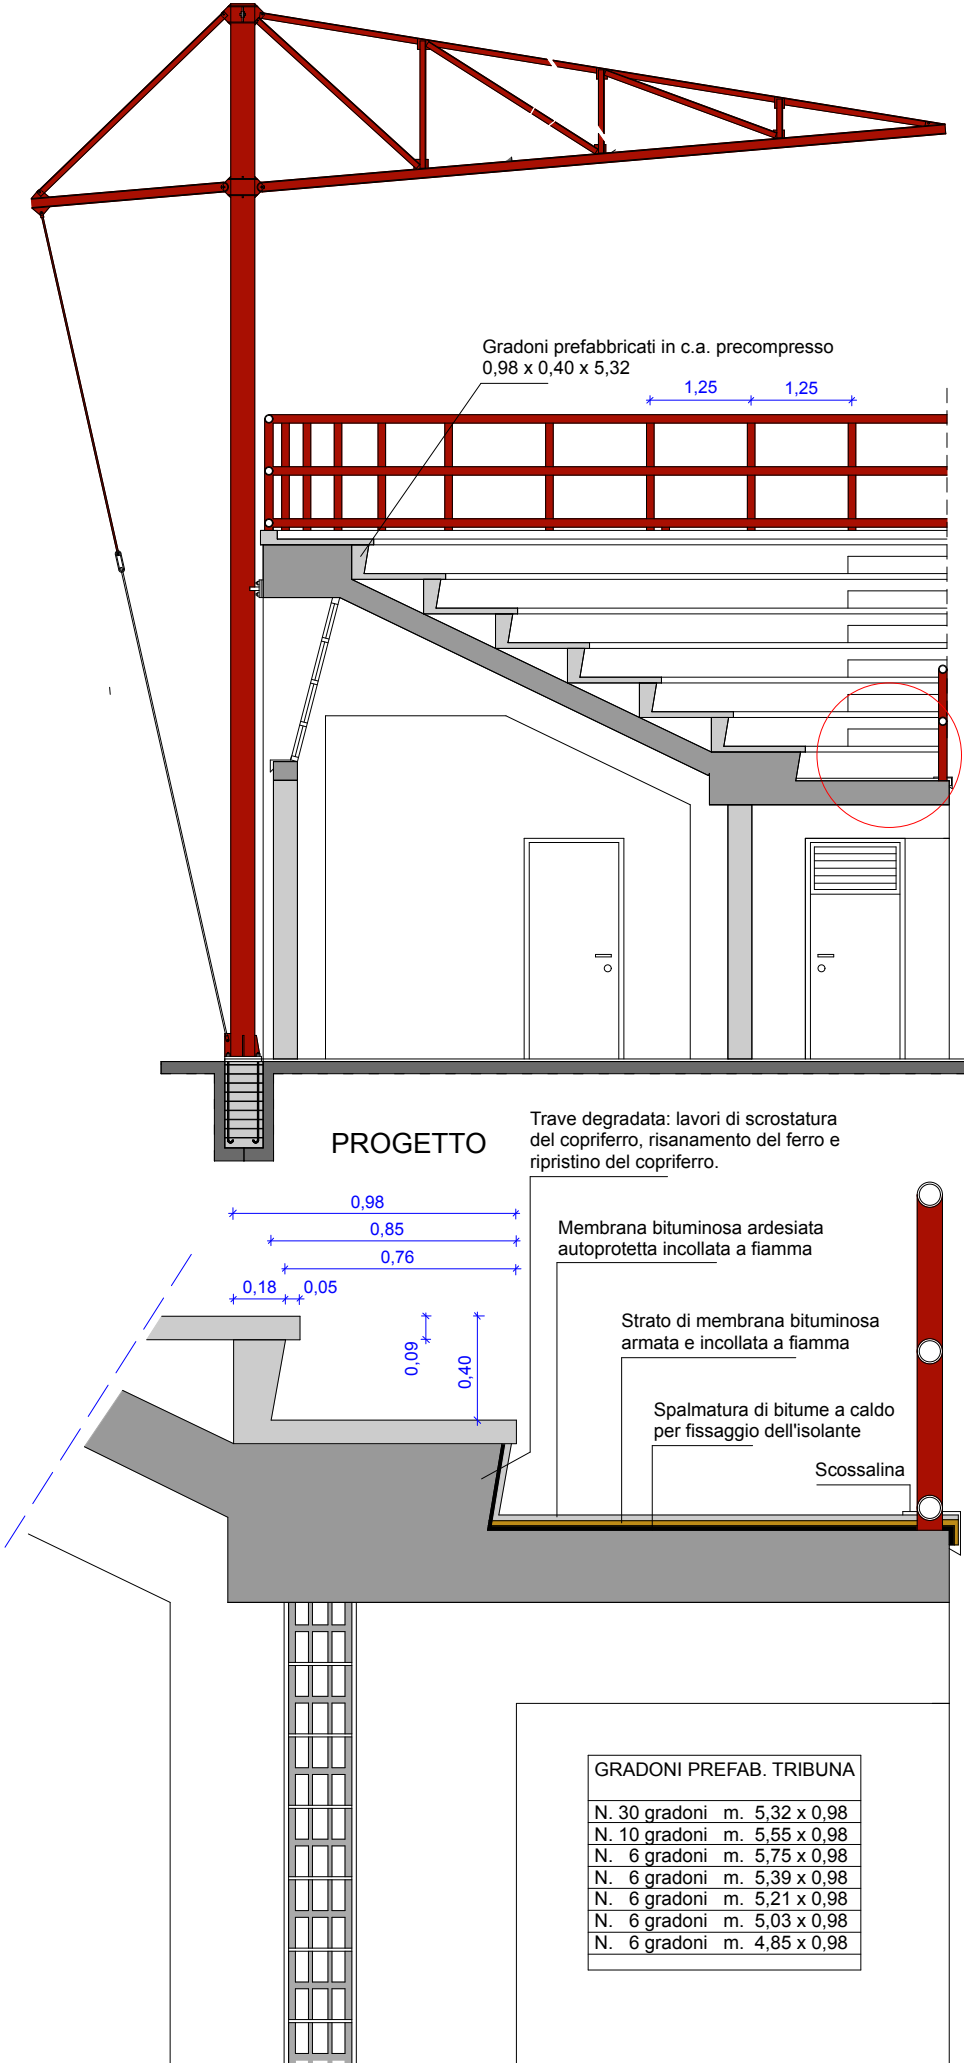 Gradoni prefabbricati in c.a. precompresso
0,98 x 0,40 x 5,32
1,25 1,25
PROGETTO
Trave degradata: lavori di scrostatura
del copriferro, risanamento del ferro e
ripristino del copriferro.
0,98
0,85
0,76
0,18 0,05
0,09
0,40
Membrana bituminosa ardesiata
autoprotetta incollata a fiamma
Strato di membrana bituminosa
armata e incollata a fiamma
Spalmatura di bitume a caldo
per fissaggio dell'isolante
Scossalina
GRADONI PREFAB. TRIBUNA
N. 30 gradoni m. 5,32 x 0,98
N. 10 gradoni m. 5,55 x 0,98
N. 6 gradoni m. 5,75 x 0,98
N. 6 gradoni m. 5,39 x 0,98
N. 6 gradoni m. 5,21 x 0,98
N. 6 gradoni m. 5,03 x 0,98
N. 6 gradoni m. 4,85 x 0,98